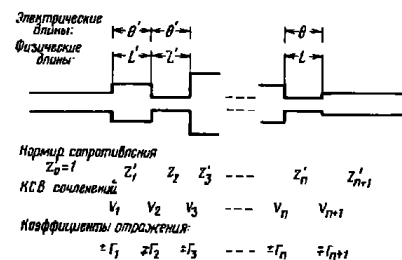 Электрические длины: θ' θ' θ
Физические длины: L' L' L
Нормир сопротивления
Z₀=1 Z'₁ Z₂ Z'₃ ---- Z'ₙ Z'ₙ₊₁
КСВ сочленений
V₁ V₂ V₃ ---- Vₙ Vₙ₊₁
Коэффициенты отражения:
±Γ₁ ∓Γ₂ ±Γ₃ --- ±Γₙ ∓Γₙ₊₁